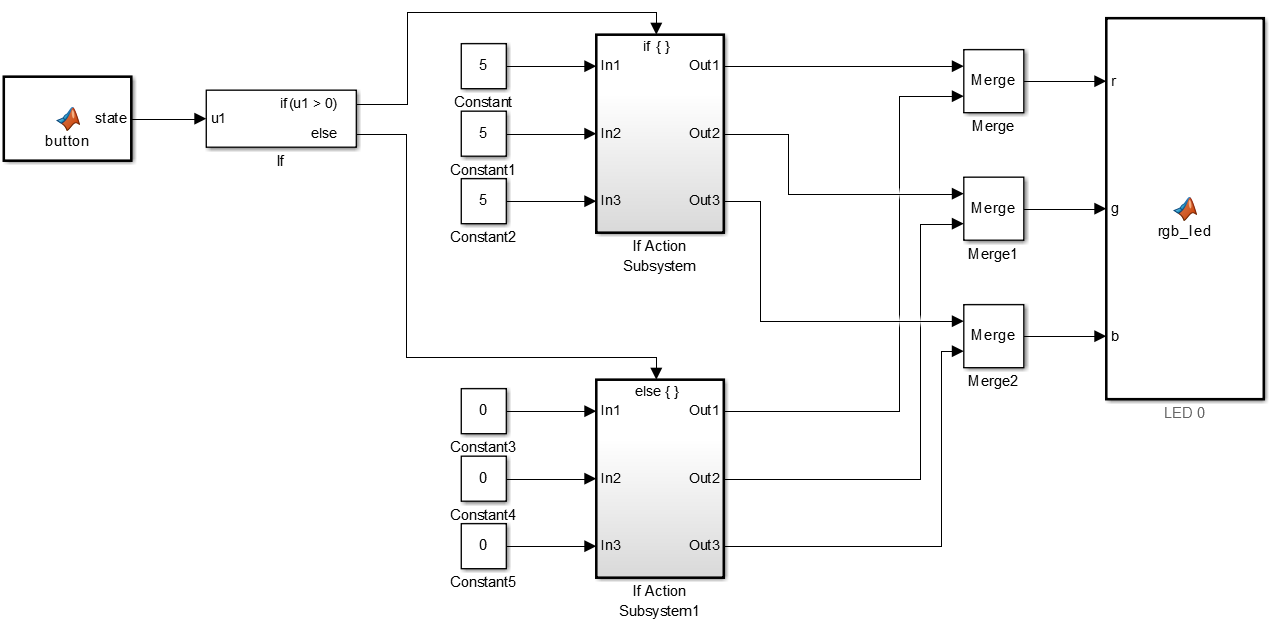 state
button
u1
if(u1 > 0)
else
If
5
Constant
5
Constant1
5
Constant2
if { }
In1
In2
In3
Out1
Out2
Out3
If Action
Subsystem
0
Constant3
0
Constant4
0
Constant5
else { }
In1
In2
In3
Out1
Out2
Out3
If Action
Subsystem1
Merge
Merge
Merge
Merge1
Merge
Merge2
r
g
b
rgb_led
LED 0